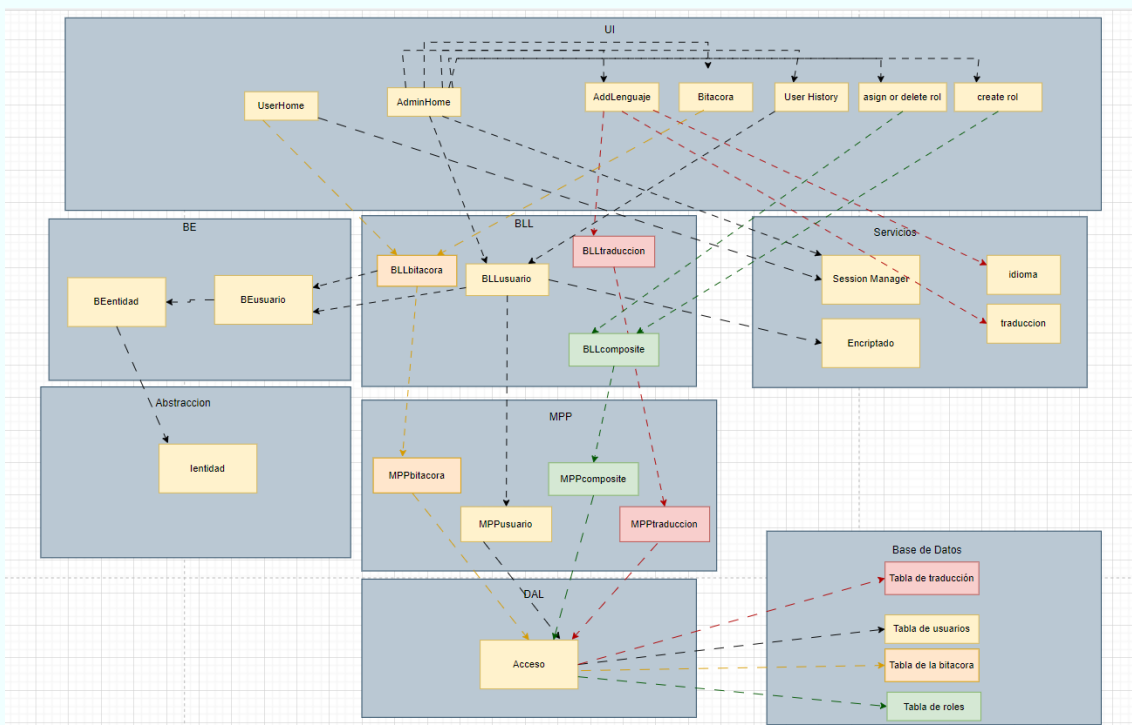 UI
UserHome
AdminHome
AddLenguaje
Bitacora
User History
asign or delete rol
create rol
BE
BEentidad
BEusuario
BLL
BLLbitacora
BLLusuario
BLLtraduccion
BLLcomposite
Servicios
Session Manager
idioma
Encriptado
traduccion
Abstraccion
Ientidad
MPP
MPPbitacora
MPPusuario
MPPcomposite
MPPtraduccion
DAL
Acceso
Base de Datos
Tabla de traducción
Tabla de usuarios
Tabla de la bitacora
Tabla de roles